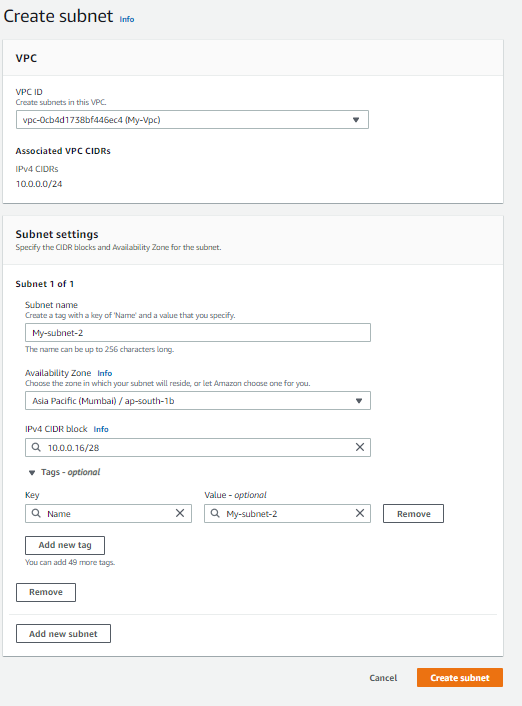 Create subnet Info
VPC
VPC ID
Create subnets in this VPC.
vpc-0cb4d1738bf446ec4 (My-Vpc)
Associated VPC CIDRs
IPv4 CIDRs
10.0.0.0/24
Subnet settings
Specify the CIDR blocks and Availability Zone for the subnet.
Subnet 1 of 1
Subnet name
Create a tag with a key of 'Name' and a value that you specify.
My-subnet-2
The name can be up to 256 characters long.
Availability Zone Info
Choose the zone in which your subnet will reside, or let Amazon choose one for you.
Asia Pacific (Mumbai) / ap-south-1b
IPv4 CIDR block Info
10.0.0.16/28
Tags - optional
Key Value - optional
Name My-subnet-2 Remove
Add new tag
You can add 49 more tags.
Remove
Add new subnet
Cancel Create subnet